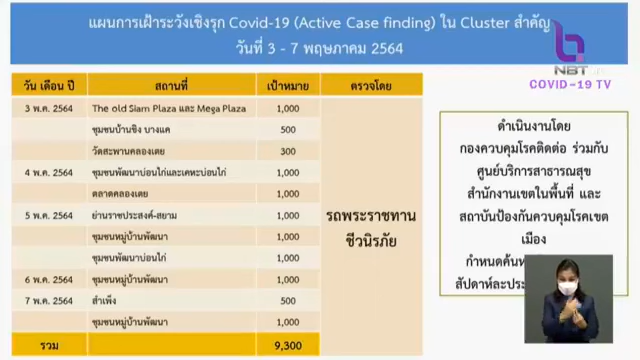 แผนการเฝ้าระวังเชิงรุก Covid-19 (Active Case finding) ใน Cluster สำคัญ
วันที่ 3 - 7 พฤษภาคม 2564
NBT
COVID-19 TV
วัน เดือน ปี สถานที่ เป้าหมาย ตรวจโดย
3 พ.ค. 2564 The old Siam Plaza และ Mega Plaza 1,000
ชุมชนบ้านขิง บางแค 500
วัดสะพานคลองเตย 300
4 พ.ค. 2564 ชุมชนพัฒนาบ่อนไก่และเคหะบ่อนไก่ 1,000
ตลาดคลองเตย 1,000
5 พ.ค. 2564 ย่านราชประสงค์-สยาม 1,000
ชุมชนหมู่บ้านพัฒนา 1,000
ชุมชนพัฒนาบ่อนไก่ 1,000
6 พ.ค. 2564 ชุมชนหมู่บ้านพัฒนา 1,000
7 พ.ค. 2564 สำเพ็ง 500
ชุมชนหมู่บ้านพัฒนา 1,000
รวม 9,300
รถพระราชทาน
ชีวนิรภัย
ดำเนินงานโดย
กองควบคุมโรคติดต่อ ร่วมกับ
ศูนย์บริการสาธารณสุข
สำนักงานเขตในพื้นที่ และ
สถาบันป้องกันควบคุมโรคเขต
เมือง
กำหนดค้นห
สัปดาห์ละประ